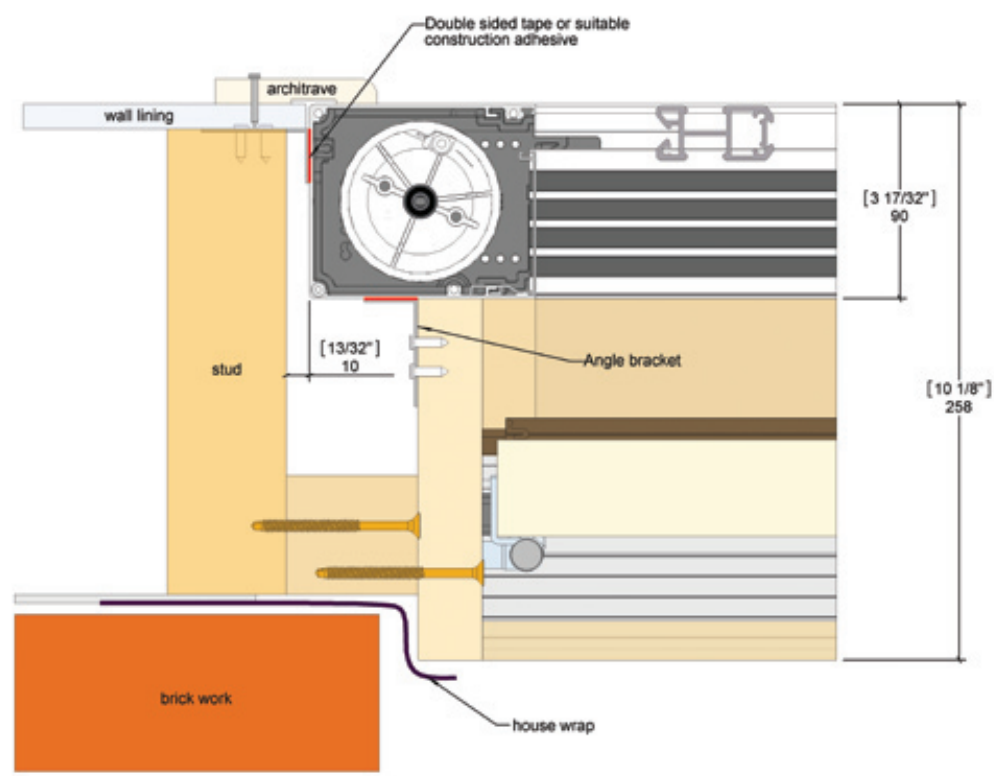 Double sided tape or suitable
construction adhesive
architrave
wall lining
[3 17/32"]
90
[13/32"]
10
stud
Angle bracket
[10 1/8"]
258
brick work
house wrap